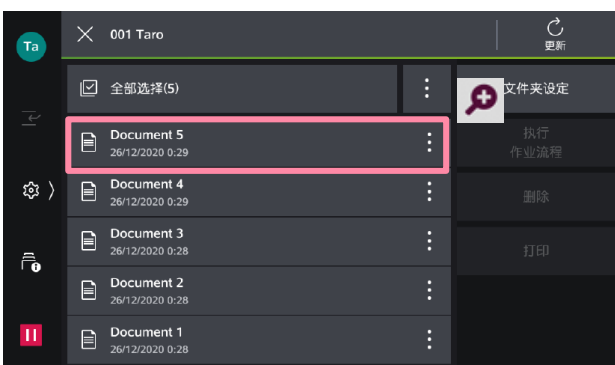 Ta
001 Taro
更新
全部选择(5)
文件夹设定
Document 5
26/12/2020 0:29
执行
作业流程
Document 4
26/12/2020 0:29
删除
Document 3
26/12/2020 0:28
打印
Document 2
26/12/2020 0:28
Document 1
26/12/2020 0:28